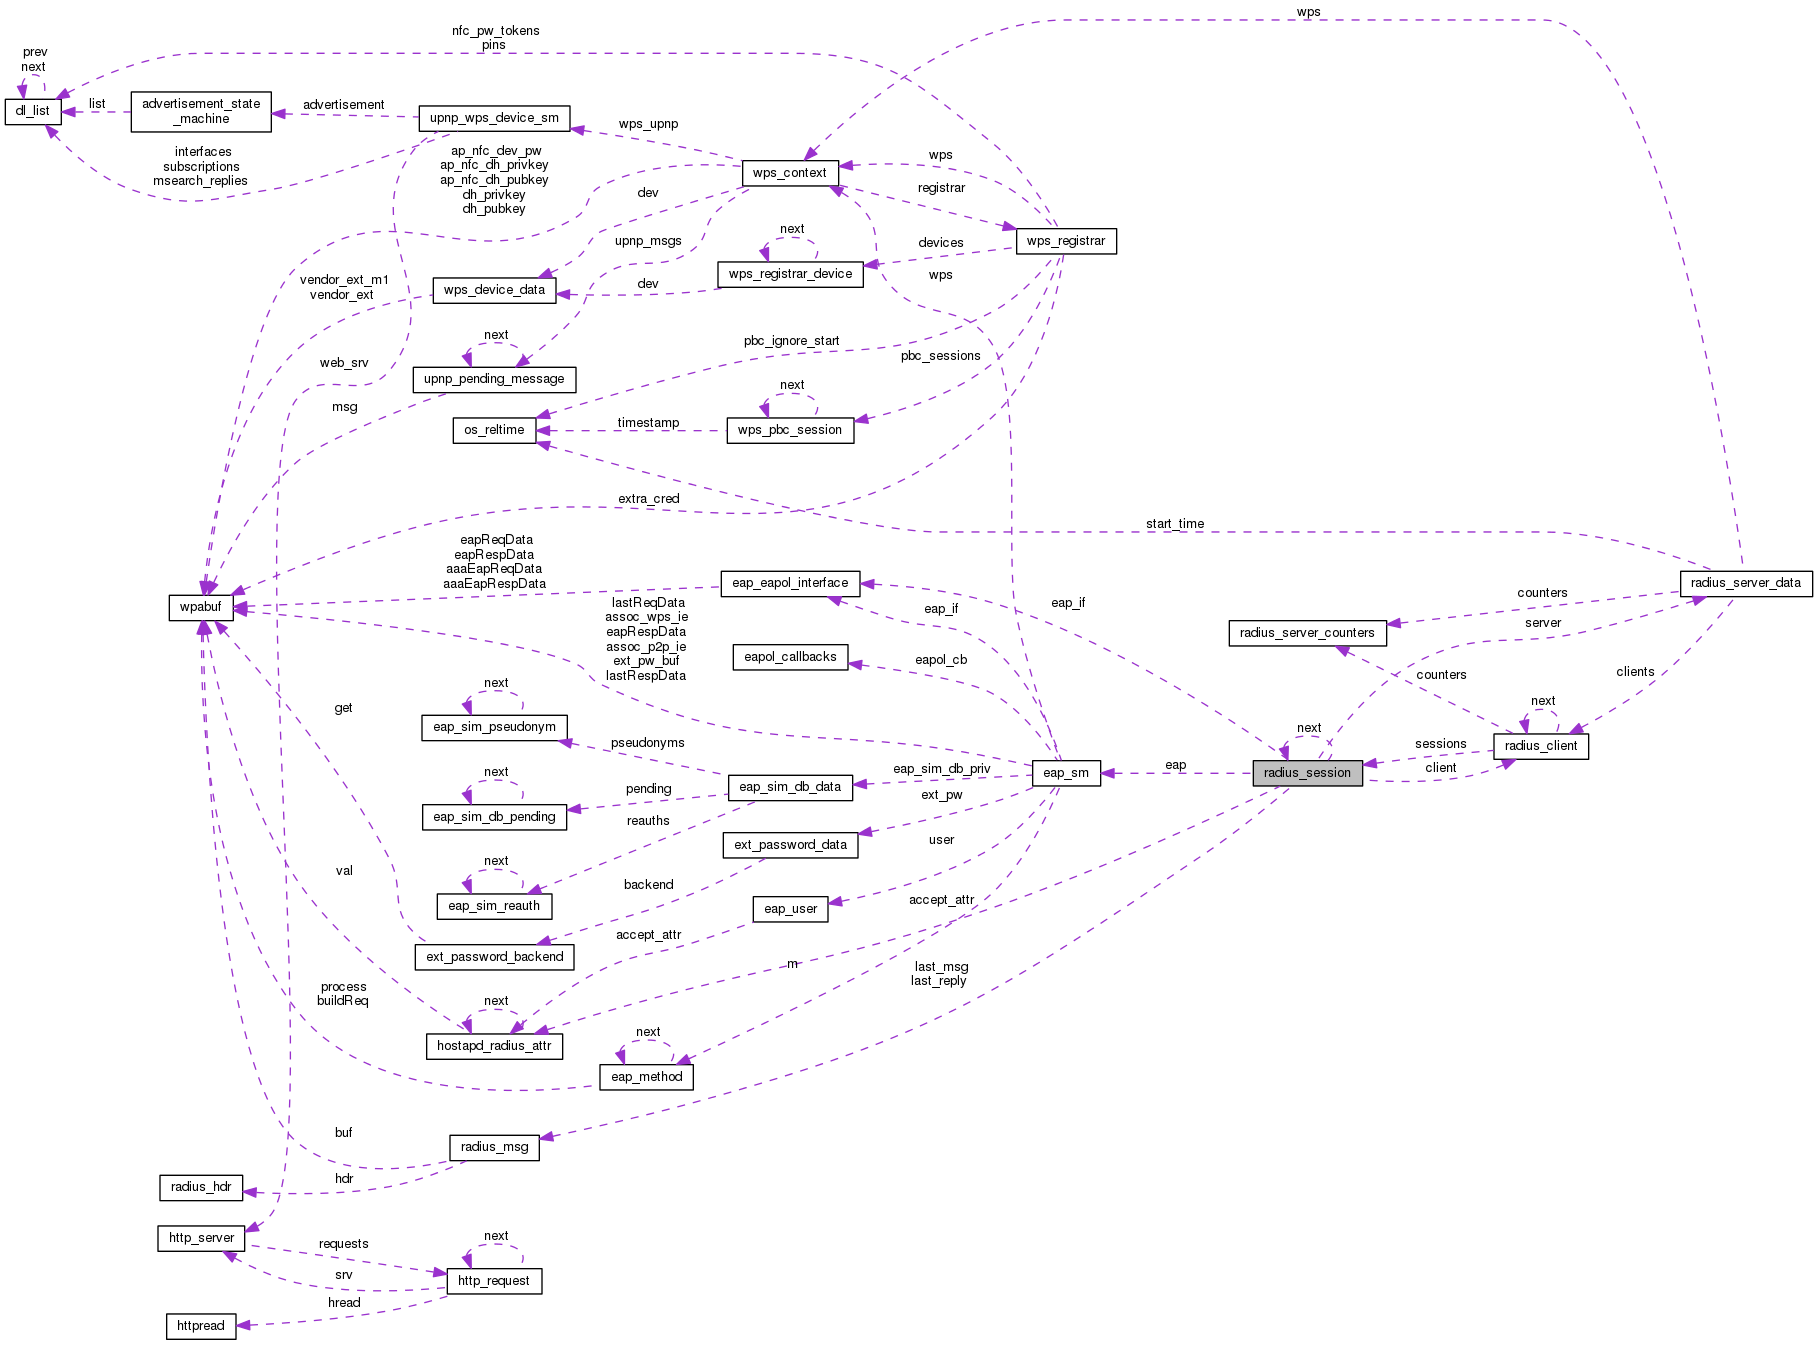 wps
nfc_pw_tokens
pins
prev
next
dl_list
list
advertisement_state
_machine
advertisement
upnp_wps_device_sm
wps_upnp
interfaces
subscriptions
msearch_replies
ap_nfc_dev_pw
ap_nfc_dh_privkey
ap_nfc_dh_pubkey
dh_privkey
dh_pubkey
wps_context
wps
registrar
dev
wps_registrar
upnp_msgs
next
devices
wps_registrar_device
wps
vendor_ext_m1
vendor_ext
wps_device_data
dev
next
pbc_ignore_start
pbc_sessions
web_srv
upnp_pending_message
next
msg
os_reltime
timestamp
wps_pbc_session
extra_cred
start_time
eapReqData
eapRespData
aaaEapReqData
aaaEapRespData
eap_eapol_interface
radius_server_data
wpabuf
lastReqData
assoc_wps_ie
eapRespData
assoc_p2p_ie
ext_pw_buf
lastRespData
eap_if
eap_if
counters
server
radius_server_counters
eapol_callbacks
eapol_cb
counters
clients
next
get
eap_sim_pseudonym
pseudonyms
next
next
radius_client
sessions
client
eap_sm
eap
radius_session
eap_sim_db_priv
next
pending
eap_sim_db_data
ext_pw
eap_sim_db_pending
reauths
ext_password_data
user
next
val
backend
eap_sim_reauth
eap_user
accept_attr
accept_attr
ext_password_backend
m
last_msg
last_reply
process
buildReq
next
hostapd_radius_attr
next
eap_method
buf
radius_msg
hdr
radius_hdr
http_server
requests
next
srv
http_request
hread
httpread